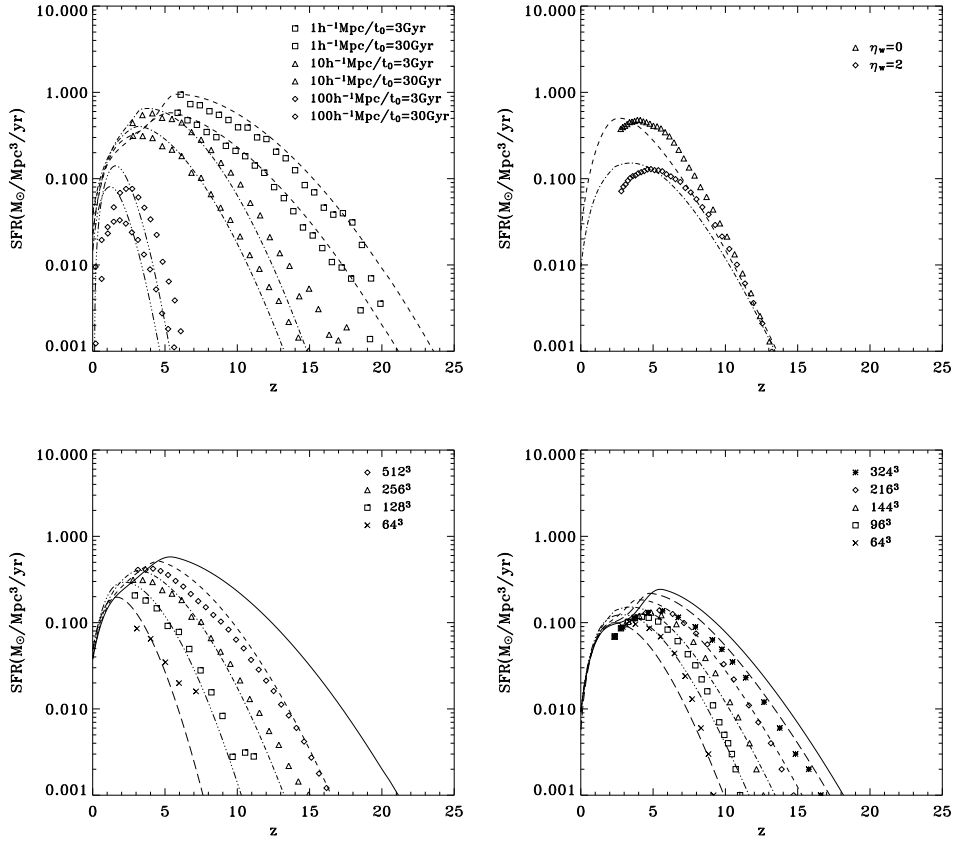 10.000
1.000
0.100
0.010
0.001
0 5 10 15 20 25
z
SFR(M⊙/Mpc³/yr)
1h⁻¹Mpc/t₀=3Gyr
1h⁻¹Mpc/t₀=30Gyr
10h⁻¹Mpc/t₀=3Gyr
10h⁻¹Mpc/t₀=30Gyr
100h⁻¹Mpc/t₀=3Gyr
100h⁻¹Mpc/t₀=30Gyr
10.000
1.000
0.100
0.010
0.001
0 5 10 15 20 25
z
SFR(M⊙/Mpc³/yr)
η_w=0
η_w=2
10.000
1.000
0.100
0.010
0.001
0 5 10 15 20 25
z
SFR(M⊙/Mpc³/yr)
512³
256³
128³
64³
10.000
1.000
0.100
0.010
0.001
0 5 10 15 20 25
z
SFR(M⊙/Mpc³/yr)
324³
216³
144³
96³
64³